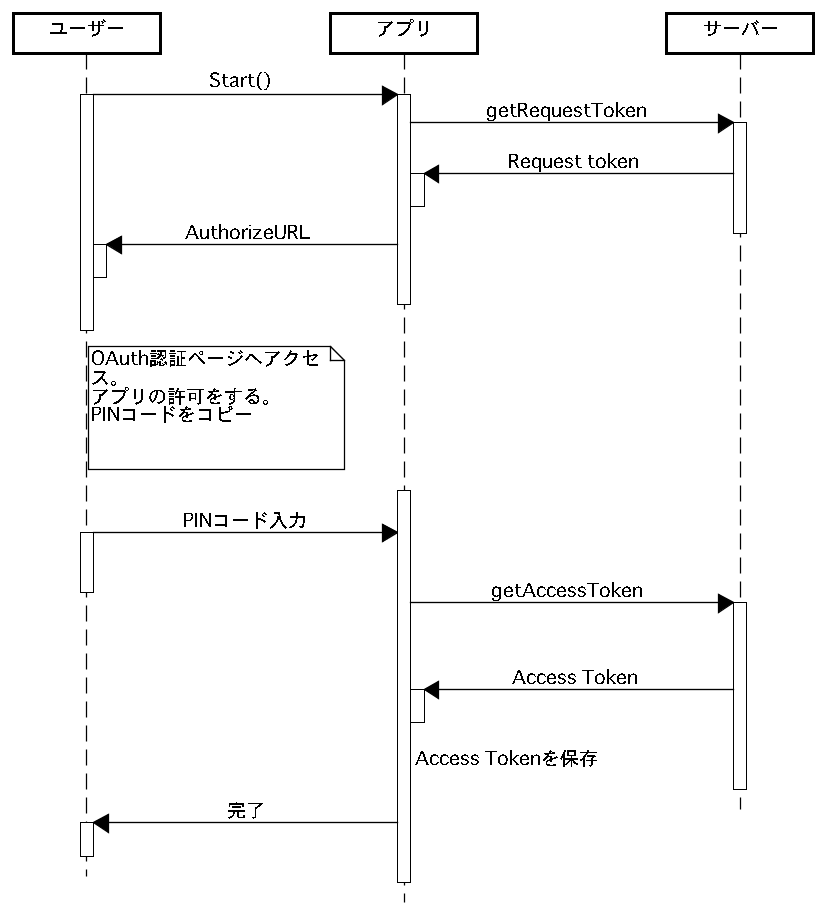 ユーザー
アプリ
サーバー
Start()
getRequestToken
Request token
AuthorizeURL
OAuth認証ページへアクセ
ス。
アプリの許可をする。
PINコードをコピー
PINコード入力
getAccessToken
Access Token
Access Tokenを保存
完了